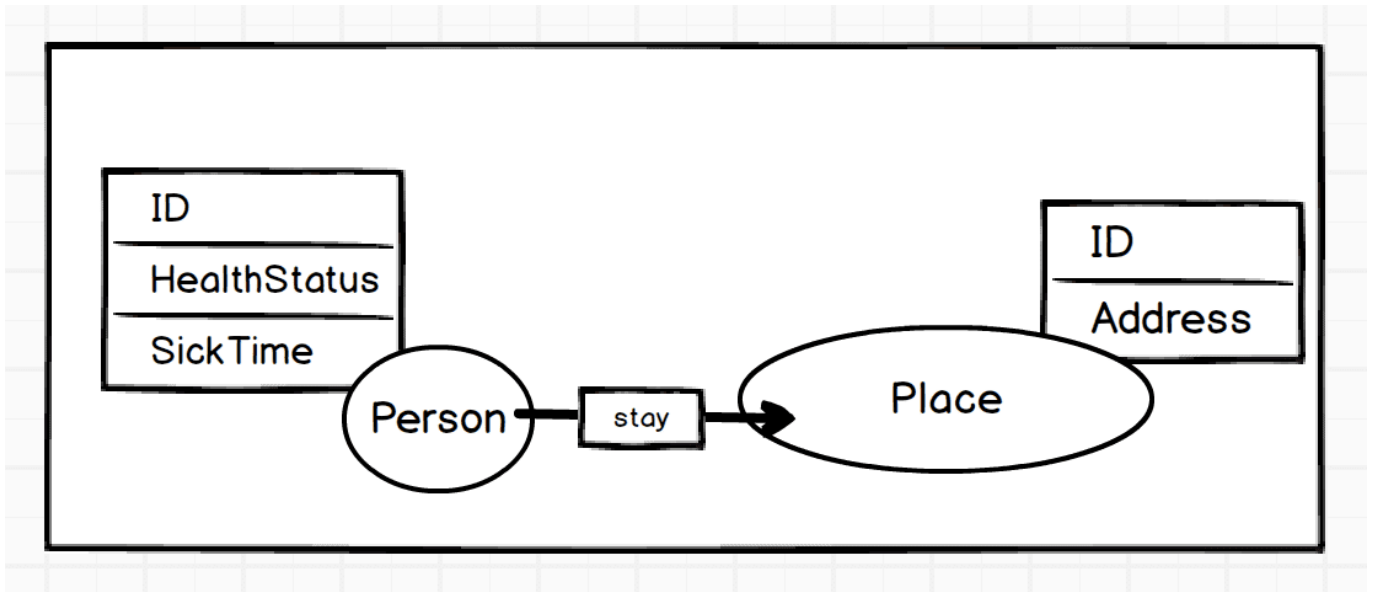 ID
HealthStatus
SickTime
Person
stay
ID
Address
Place